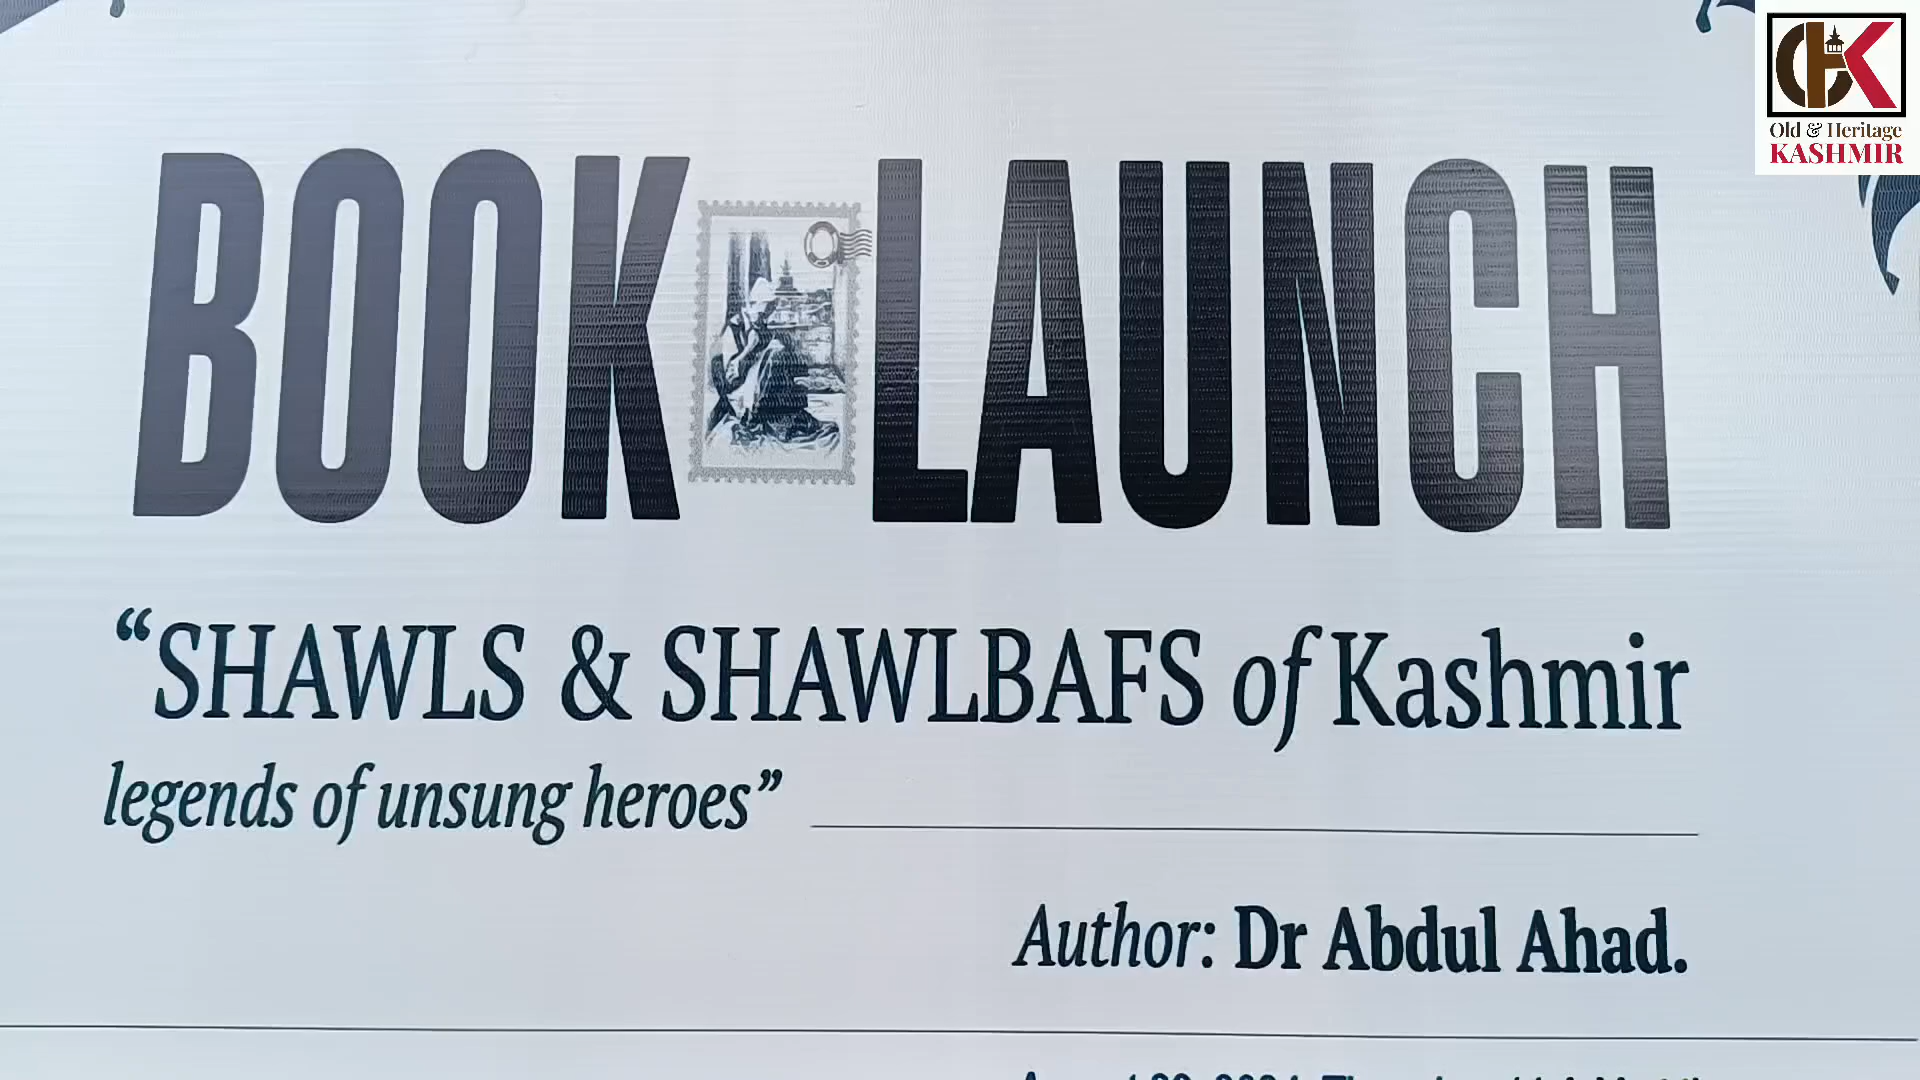 Old & Heritage
KASHMIR
BOOK LAUNCH
“SHAWLS & SHAWLBAFS of Kashmir
legends of unsung heroes”
Author: Dr Abdul Ahad.